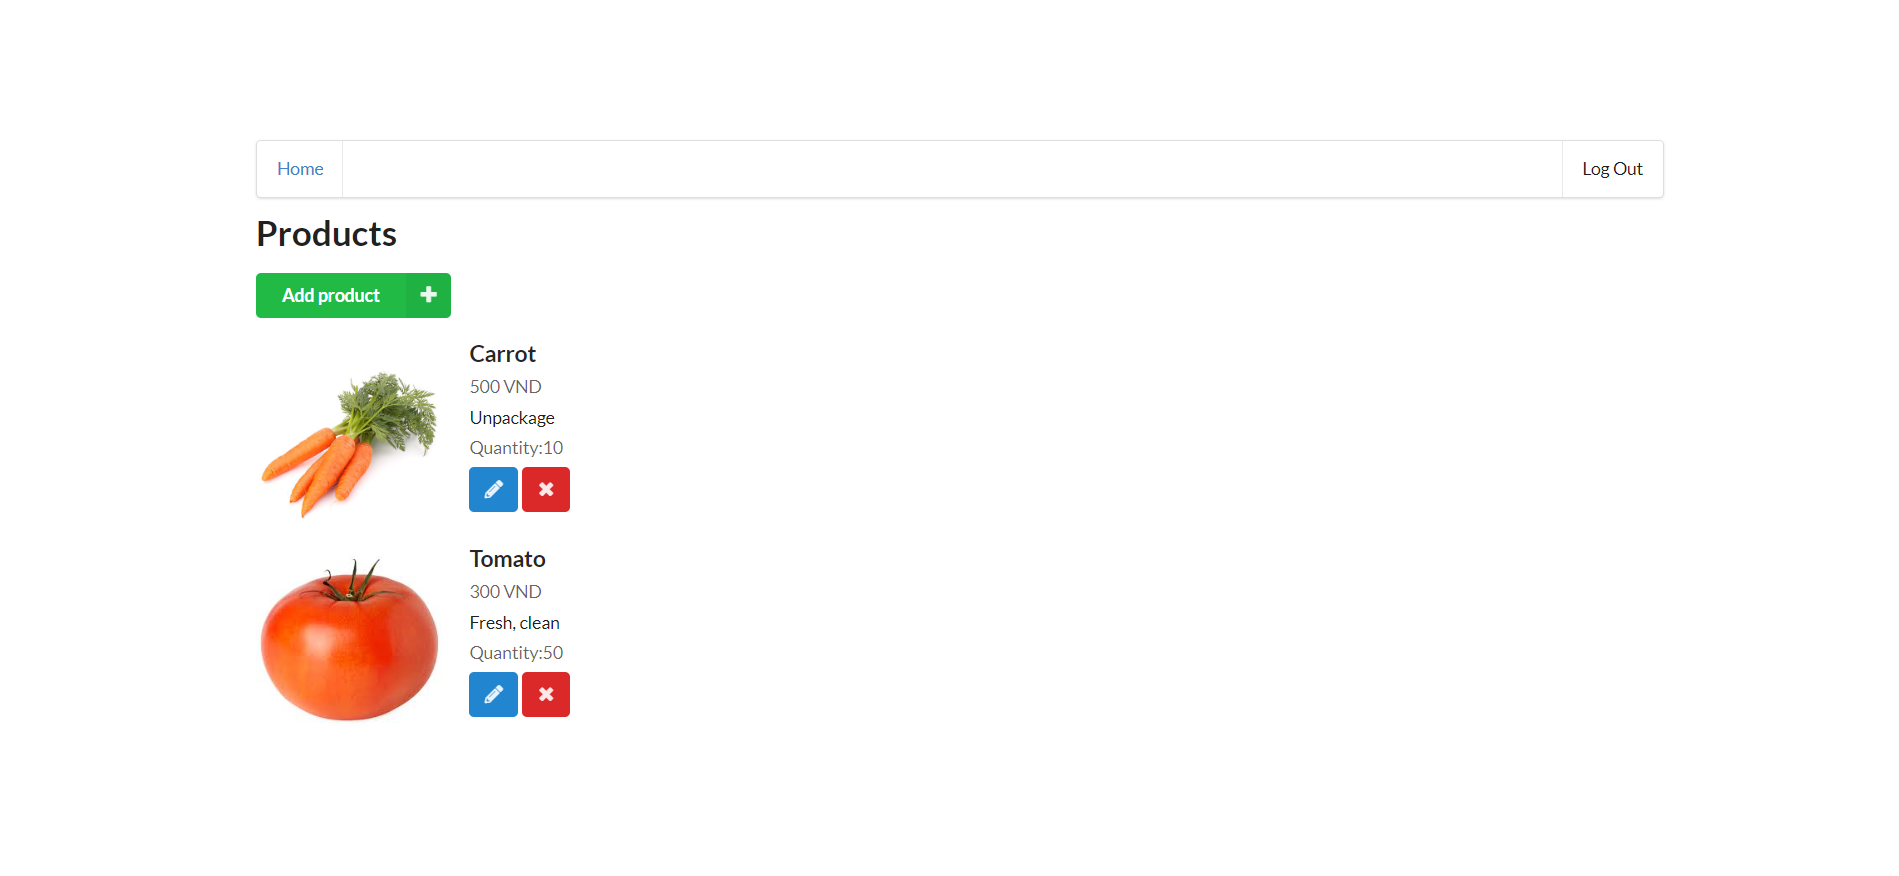 Home
Log Out
Products
Add product
Carrot
500 VND
Unpackage
Quantity:10
Tomato
300 VND
Fresh, clean
Quantity:50